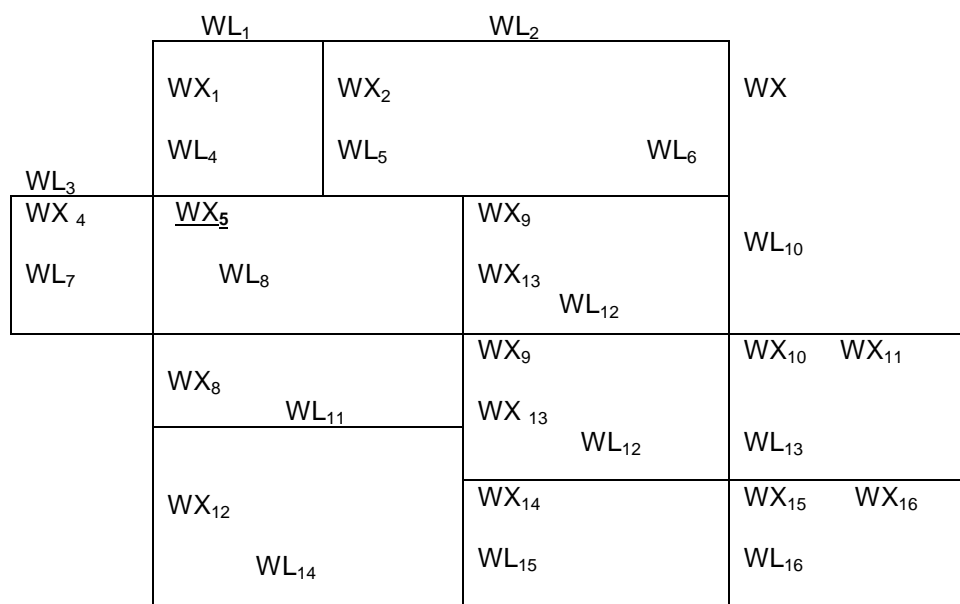 WL₁ WL₂
WX₁ WX₂ WX
WL₄ WL₅ WL₆
WL₃
WX ₄ WX₅ WX₉
WL₁₀
WL₇ WL₈ WX₁₃
WL₁₂
WX₉ WX₁₀ WX₁₁
WX₈
WL₁₁ WX ₁₃
WL₁₂ WL₁₃
WX₁₂ WX₁₄ WX₁₅ WX₁₆
WL₁₄ WL₁₅ WL₁₆